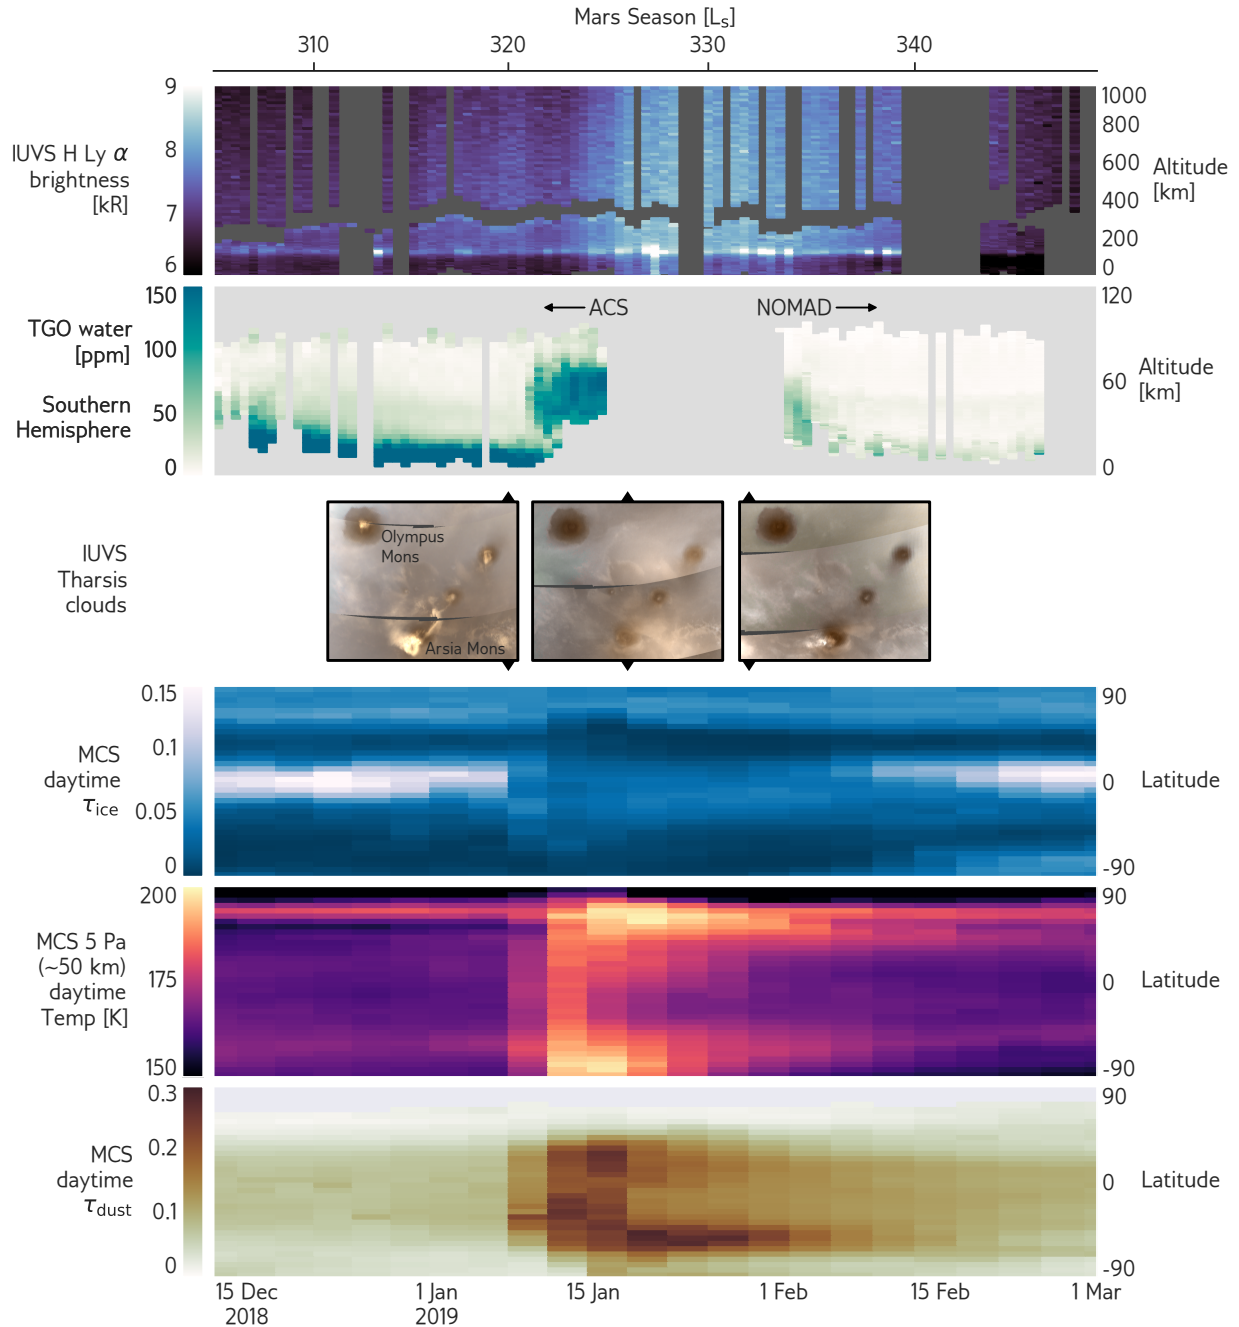 Mars Season [Ls]
310 320 330 340
IUVS H Ly α
brightness
[kR]
9
8
7
6
1000
800
600
400
200
0
Altitude
[km]
TGO water
[ppm]
Southern
Hemisphere
150
100
50
0
← ACS
NOMAD →
120
60
0
Altitude
[km]
IUVS
Tharsis
clouds
Olympus
Mons
Arsia Mons
MCS
daytime
τice
0.15
0.1
0.05
0
90
0
-90
Latitude
MCS 5 Pa
(~50 km)
daytime
Temp [K]
200
175
150
90
0
-90
Latitude
MCS
daytime
τdust
0.3
0.2
0.1
0
90
0
-90
Latitude
15 Dec 1 Jan 15 Jan 1 Feb 15 Feb 1 Mar
2018 2019